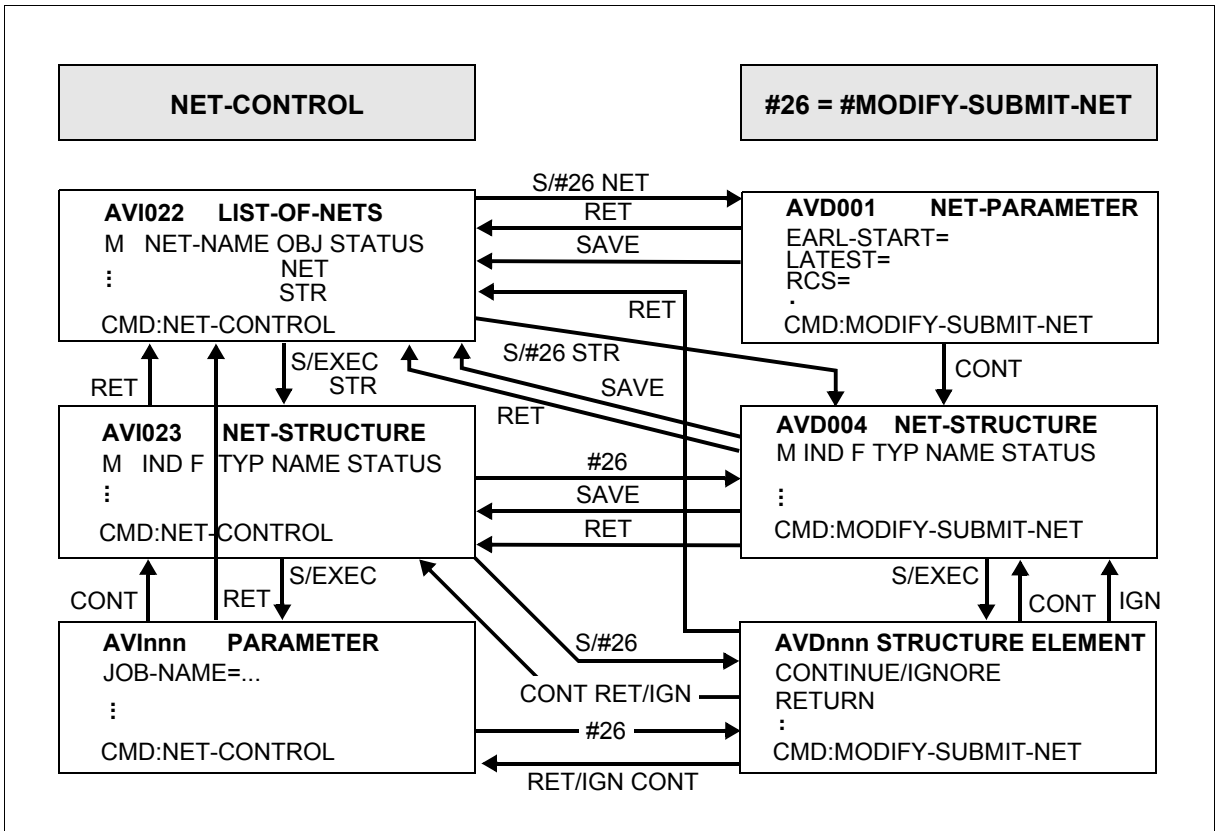 NET-CONTROL
#26 = #MODIFY-SUBMIT-NET
AVI022 LIST-OF-NETS
M NET-NAME OBJ STATUS
⋮ NET
STR
CMD:NET-CONTROL
S/#26 NET
RET
SAVE
RET
AVD001 NET-PARAMETER
EARL-START=
LATEST=
RCS=
.
CMD:MODIFY-SUBMIT-NET
RET
S/EXEC
STR
S/#26 STR
SAVE
RET
CONT
AVI023 NET-STRUCTURE
M IND F TYP NAME STATUS
⋮
CMD:NET-CONTROL
#26
SAVE
RET
AVD004 NET-STRUCTURE
M IND F TYP NAME STATUS
⋮
CMD:MODIFY-SUBMIT-NET
CONT
RET
S/EXEC
S/EXEC
CONT
IGN
AVInnn PARAMETER
JOB-NAME=...
⋮
CMD:NET-CONTROL
S/#26
CONT RET/IGN
#26
RET/IGN CONT
AVDnnn STRUCTURE ELEMENT
CONTINUE/IGNORE
RETURN
:
CMD:MODIFY-SUBMIT-NET